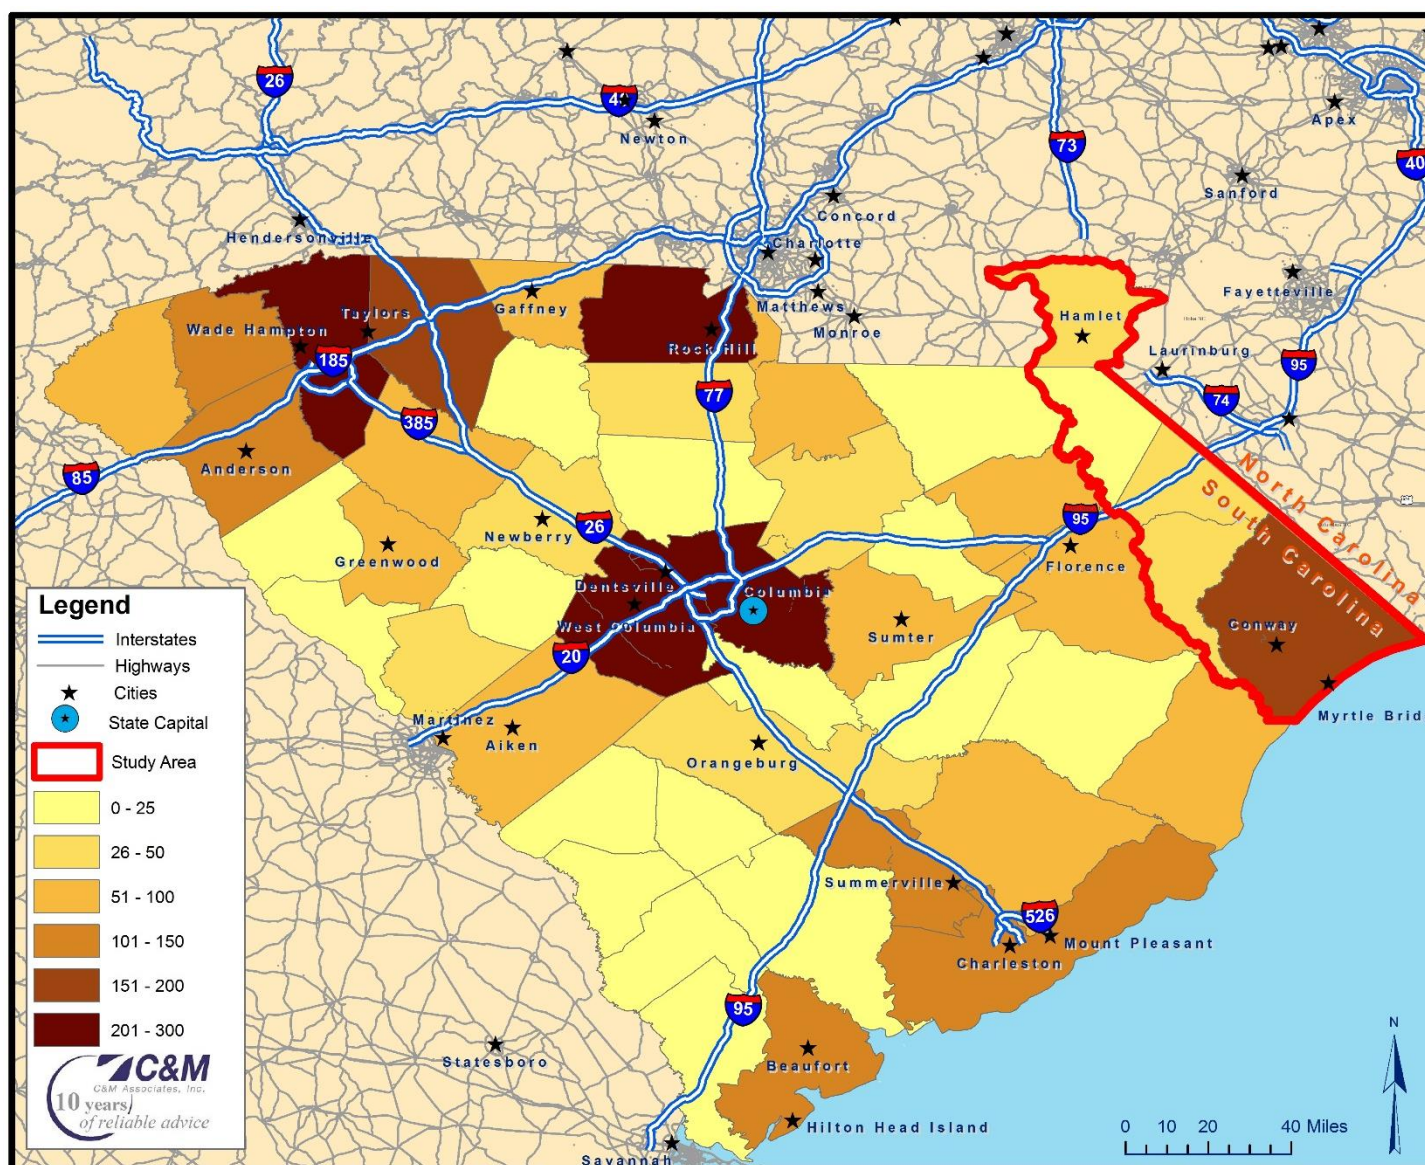 26
40
Newton
Apex
73
40
Sanford
Concord
Hendersonville
Charlotte
Fayetteville
Gaffney
Matthews
Taylors
Wade Hampton
Monroe
Hamlet
Rock Hill
Laurinburg
185
95
77
74
385
Anderson
85
North Carolina
South Carolina
26
95
Newberry
Greenwood
Florence
Dentsville
Columbia
West Columbia
Sumter
Conway
20
Myrtle Brid
Martinez
Aiken
Orangeburg
Summerville
526
Mount Pleasant
Charleston
95
Statesboro
Beaufort
Hilton Head Island
Savannah
Legend
Interstates
Highways
Cities
State Capital
Study Area
0 - 25
26 - 50
51 - 100
101 - 150
151 - 200
201 - 300
C&M
C&M Associates, Inc.
10 years
of reliable advice
N
0 10 20 40 Miles